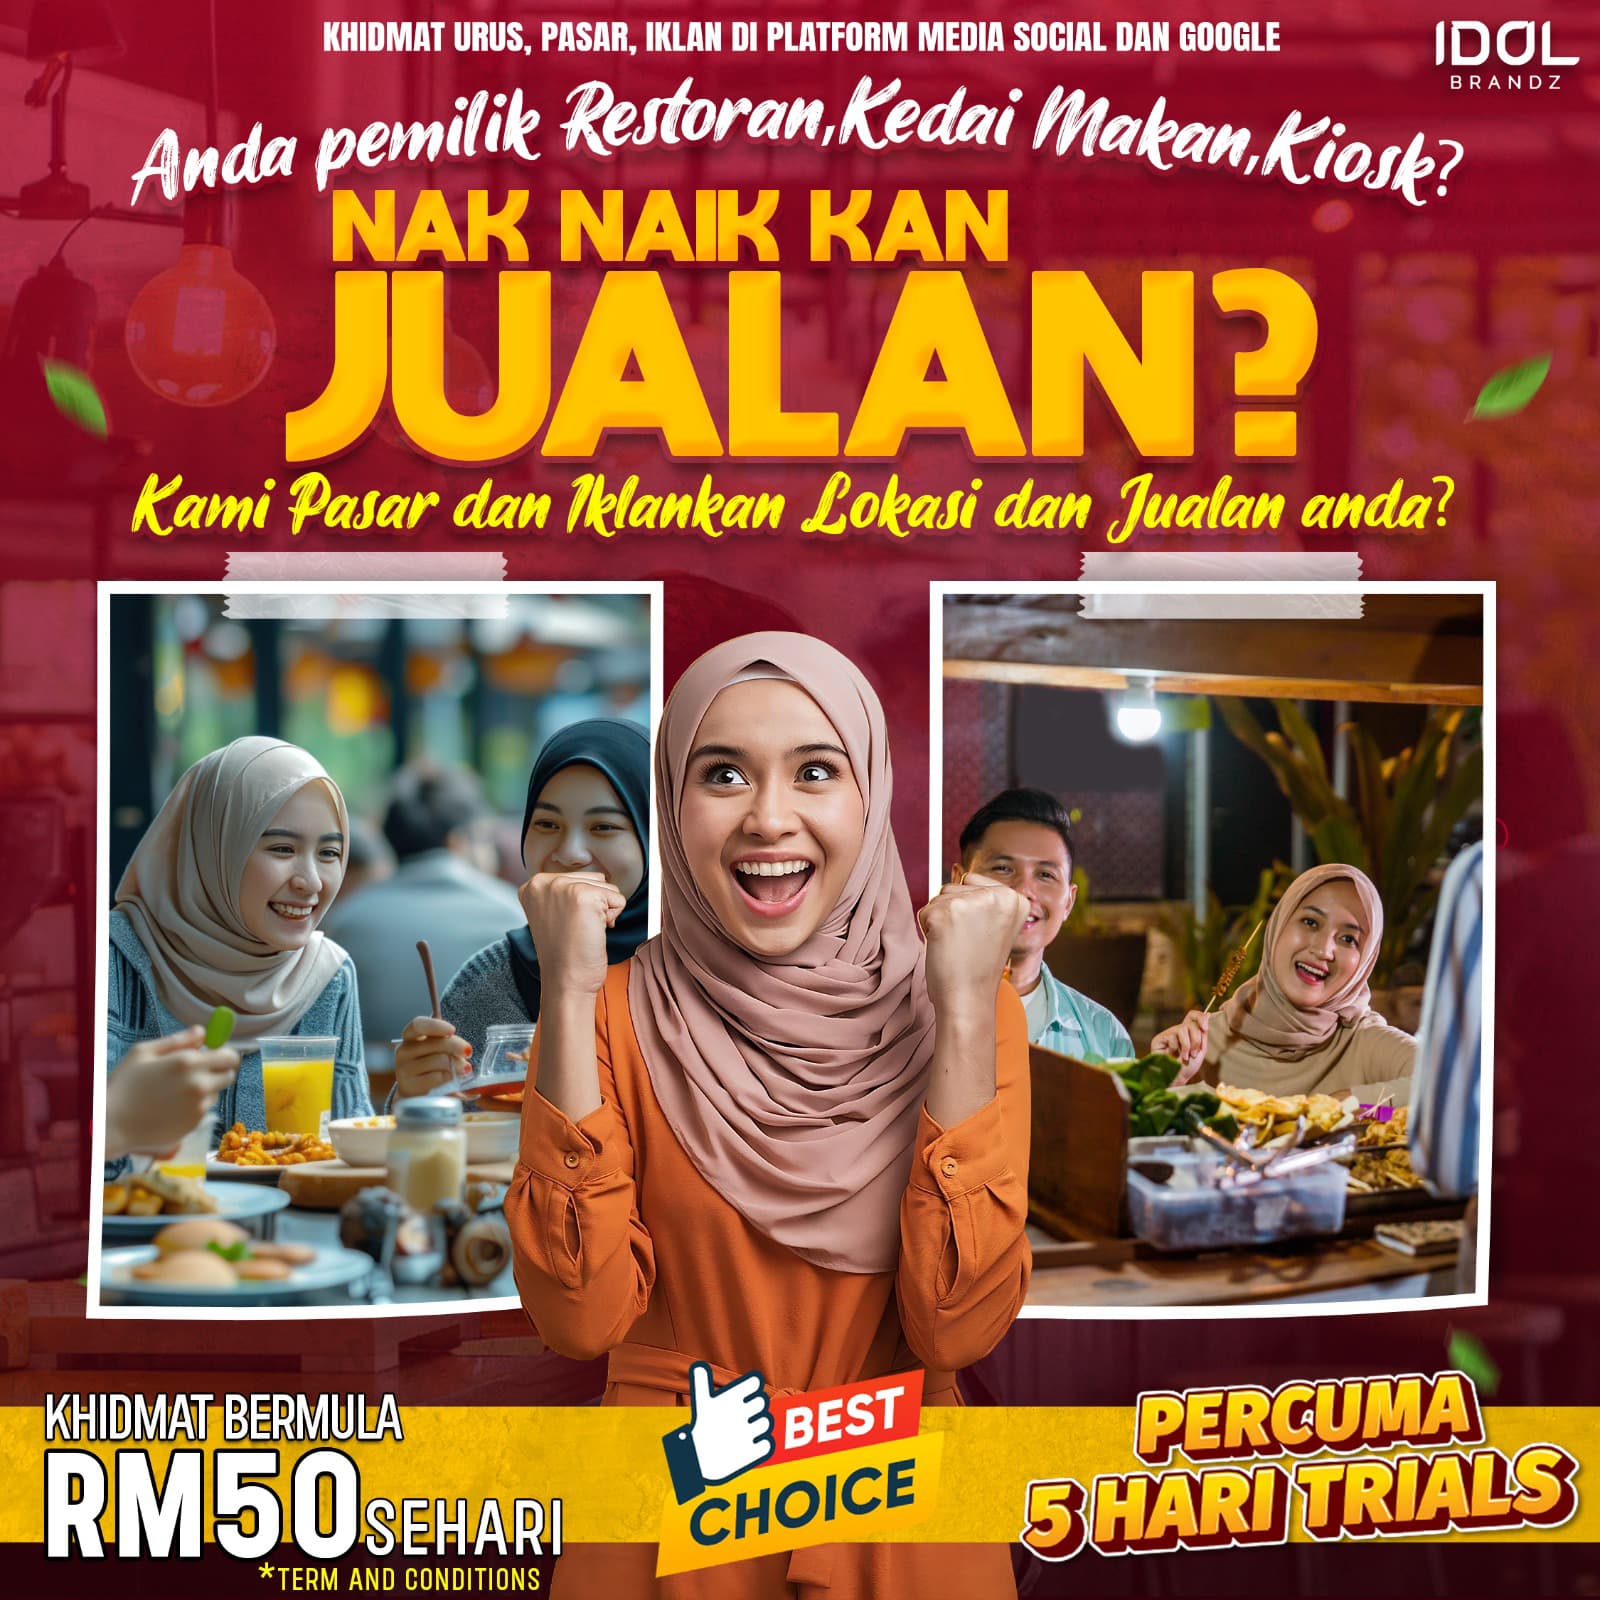 KHIDMAT URUS, PASAR, IKLAN DI PLATFORM MEDIA SOCIAL DAN GOOGLE
IDOL
BRANDZ
Anda pemilik Restoran,Kedai Makan,Kiosk?
NAK NAIK KAN
JUALAN?
Kami Pasar dan Iklankan Lokasi dan Jualan anda?
KHIDMAT BERMULA
RM50 SEHARI
*TERM AND CONDITIONS
BEST
CHOICE
PERCUMA
5 HARI TRIALS